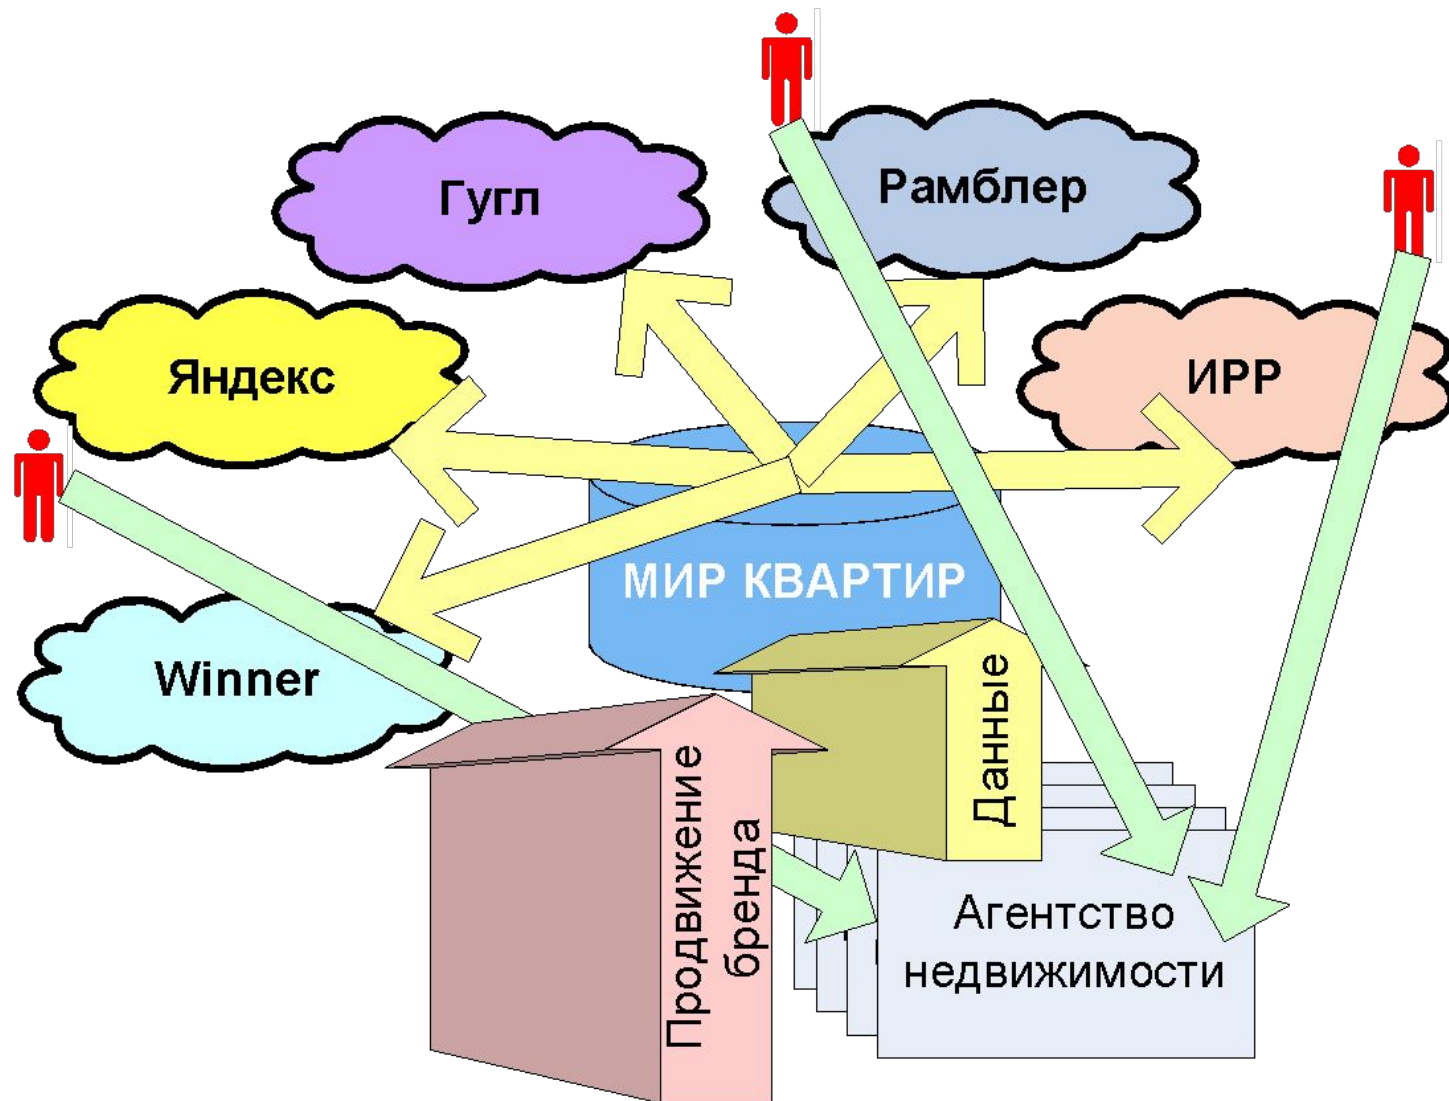 Гугл
Рамблер
Яндекс
ИРР
МИР КВАРТИР
Winner
Данные
Продвижение
бренда
Агентство
недвижимости